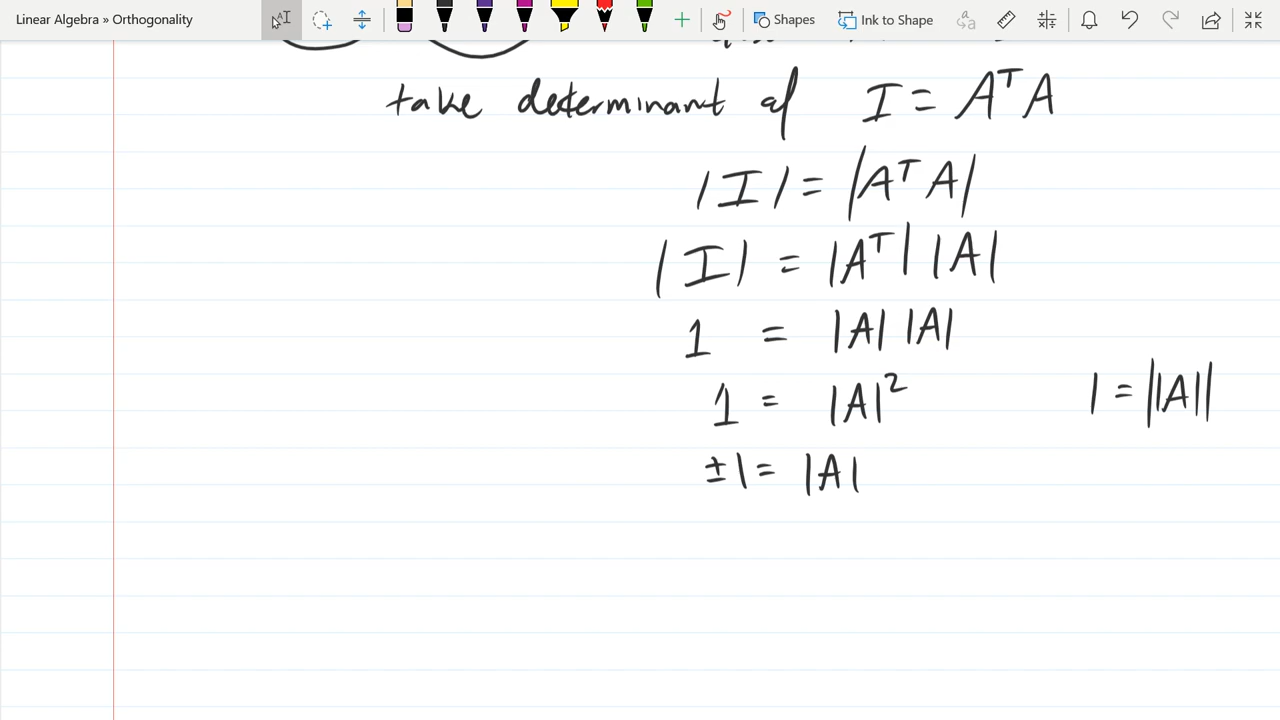 Linear Algebra » Orthogonality Shapes Ink to Shape
take determinant of I = AᵀA
|I| = |AᵀA|
|I| = |Aᵀ| |A|
1 = |A| |A|
1 = |A|² 1 = ||A||
±1 = |A|